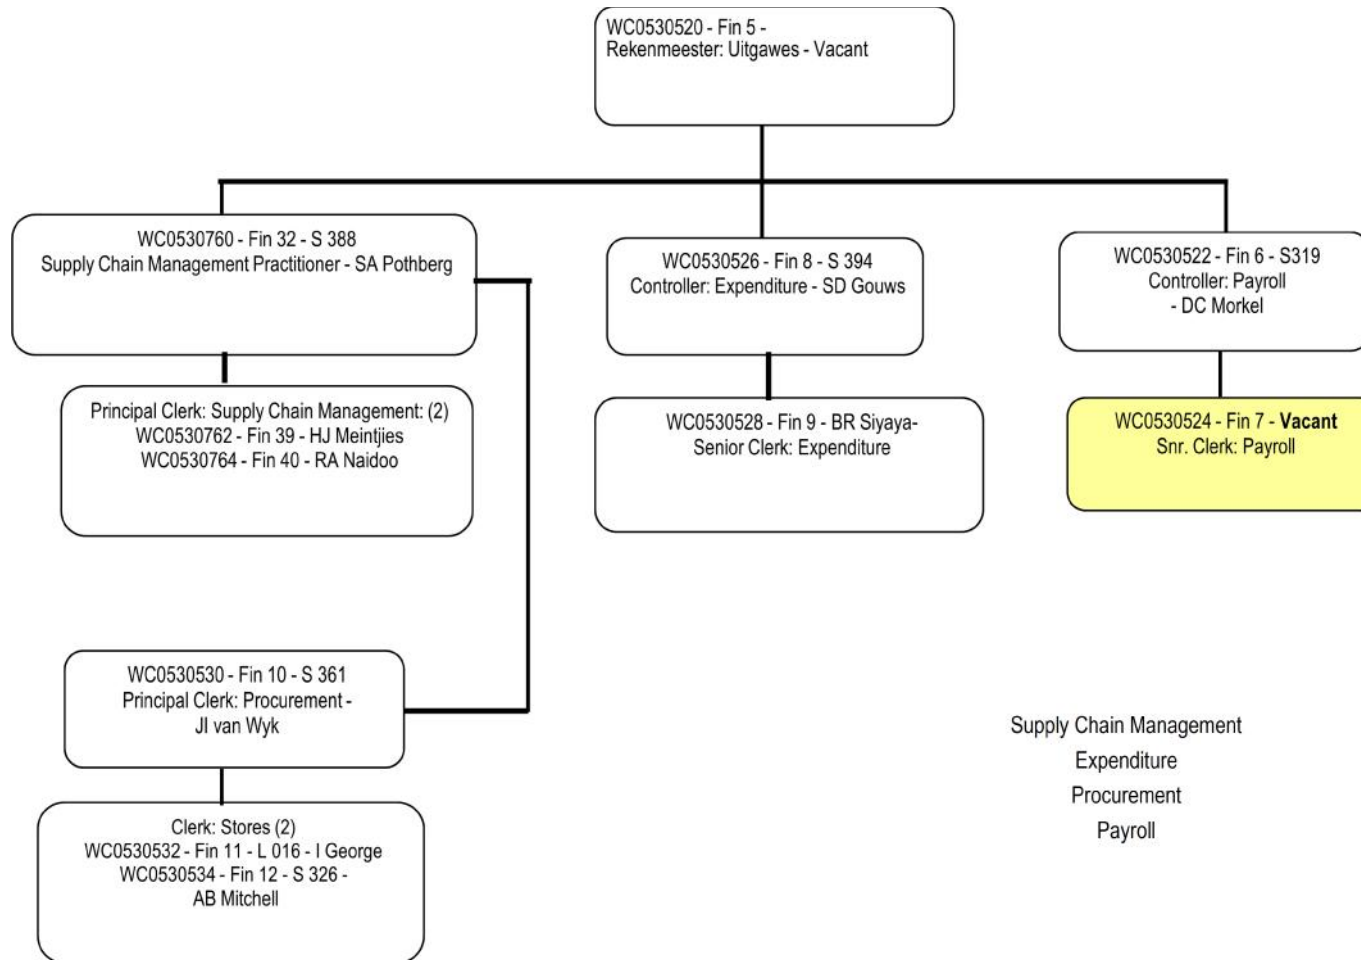 WC0530520 - Fin 5 -
Rekenmeester: Uitgawes - Vacant
WC0530760 - Fin 32 - S 388
Supply Chain Management Practitioner - SA Pothberg
WC0530526 - Fin 8 - S 394
Controller: Expenditure - SD Gouws
WC0530522 - Fin 6 - S319
Controller: Payroll
- DC Morkel
Principal Clerk: Supply Chain Management: (2)
WC0530762 - Fin 39 - HJ Meintjies
WC0530764 - Fin 40 - RA Naidoo
WC0530528 - Fin 9 - BR Siyaya-
Senior Clerk: Expenditure
WC0530524 - Fin 7 - Vacant
Snr. Clerk: Payroll
WC0530530 - Fin 10 - S 361
Principal Clerk: Procurement -
JI van Wyk
Clerk: Stores (2)
WC0530532 - Fin 11 - L 016 - I George
WC0530534 - Fin 12 - S 326 -
AB Mitchell
Supply Chain Management
Expenditure
Procurement
Payroll